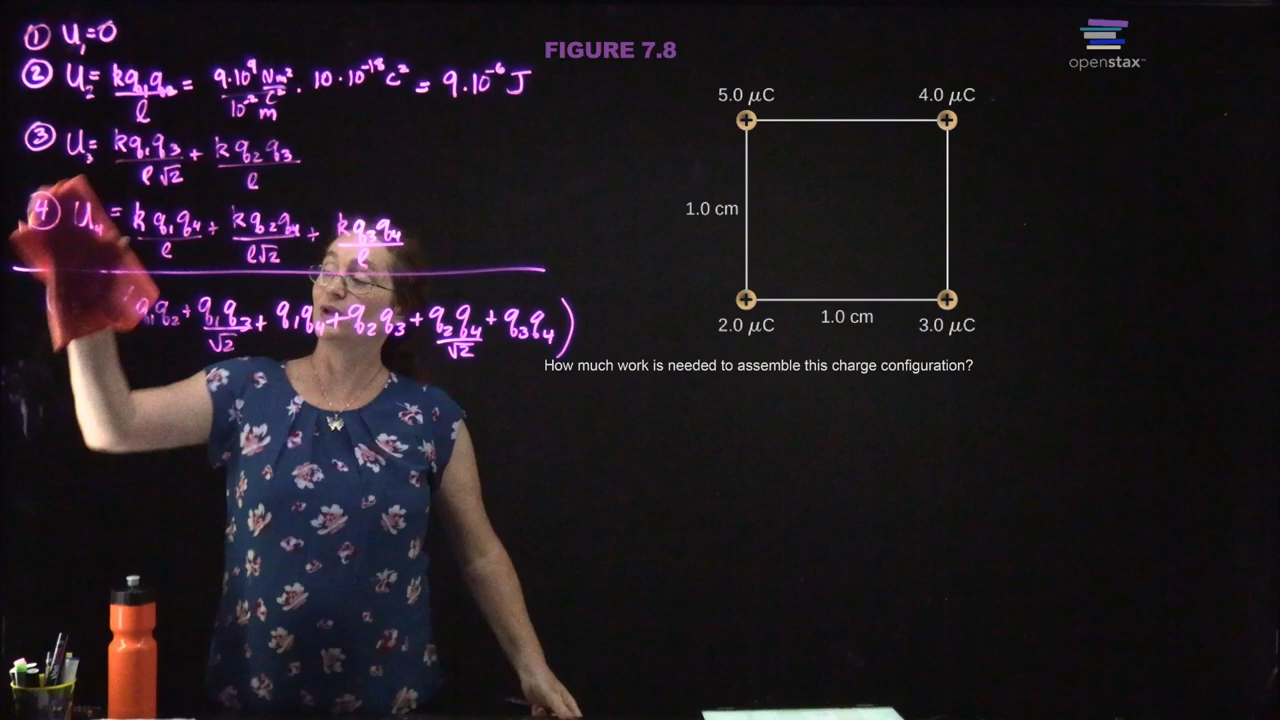 ① U₁=0
② U₂= kq₁q₂/ℓ = 9·10⁹ Nm²/C² / 10⁻² m · 10·10⁻¹⁸ C² = 9·10⁻⁶ J
③ U₃= kq₁q₃/ℓ√2 + kq₂q₃/ℓ
④ U₄ = kq₁q₄/ℓ + kq₂q₄/ℓ√2 + kq₃q₄/ℓ
q₁q₂ + q₁q₃/√2 + q₁q₄ + q₂q₃ + q₂q₄/√2 + q₃q₄)
FIGURE 7.8
openstax™
5.0 μC
4.0 μC
1.0 cm
2.0 μC
1.0 cm
3.0 μC
How much work is needed to assemble this charge configuration?